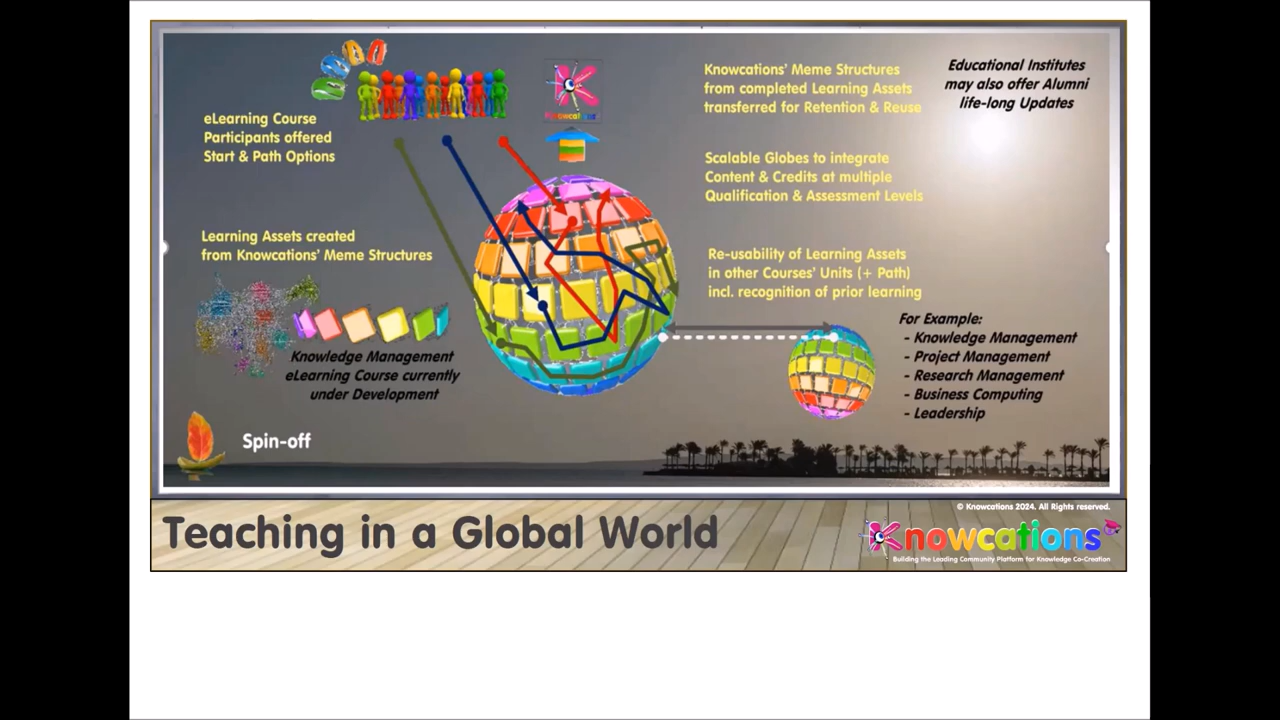 eLearning Course
Participants offered
Start & Path Options
Knowcations’ Meme Structures
from completed Learning Assets
transferred for Retention & Reuse
Educational Institutes
may also offer Alumni
life-long Updates
Scalable Globes to integrate
Content & Credits at multiple
Qualification & Assessment Levels
Learning Assets created
from Knowcations’ Meme Structures
Re-usability of Learning Assets
in other Courses’ Units (+ Path)
incl. recognition of prior learning
Knowledge Management
eLearning Course currently
under Development
For Example:
- Knowledge Management
- Project Management
- Research Management
- Business Computing
- Leadership
Spin-off
© Knowcations 2024. All Rights reserved.
Teaching in a Global World
Knowcations
Building the Leading Community Platform for Knowledge Co-Creation